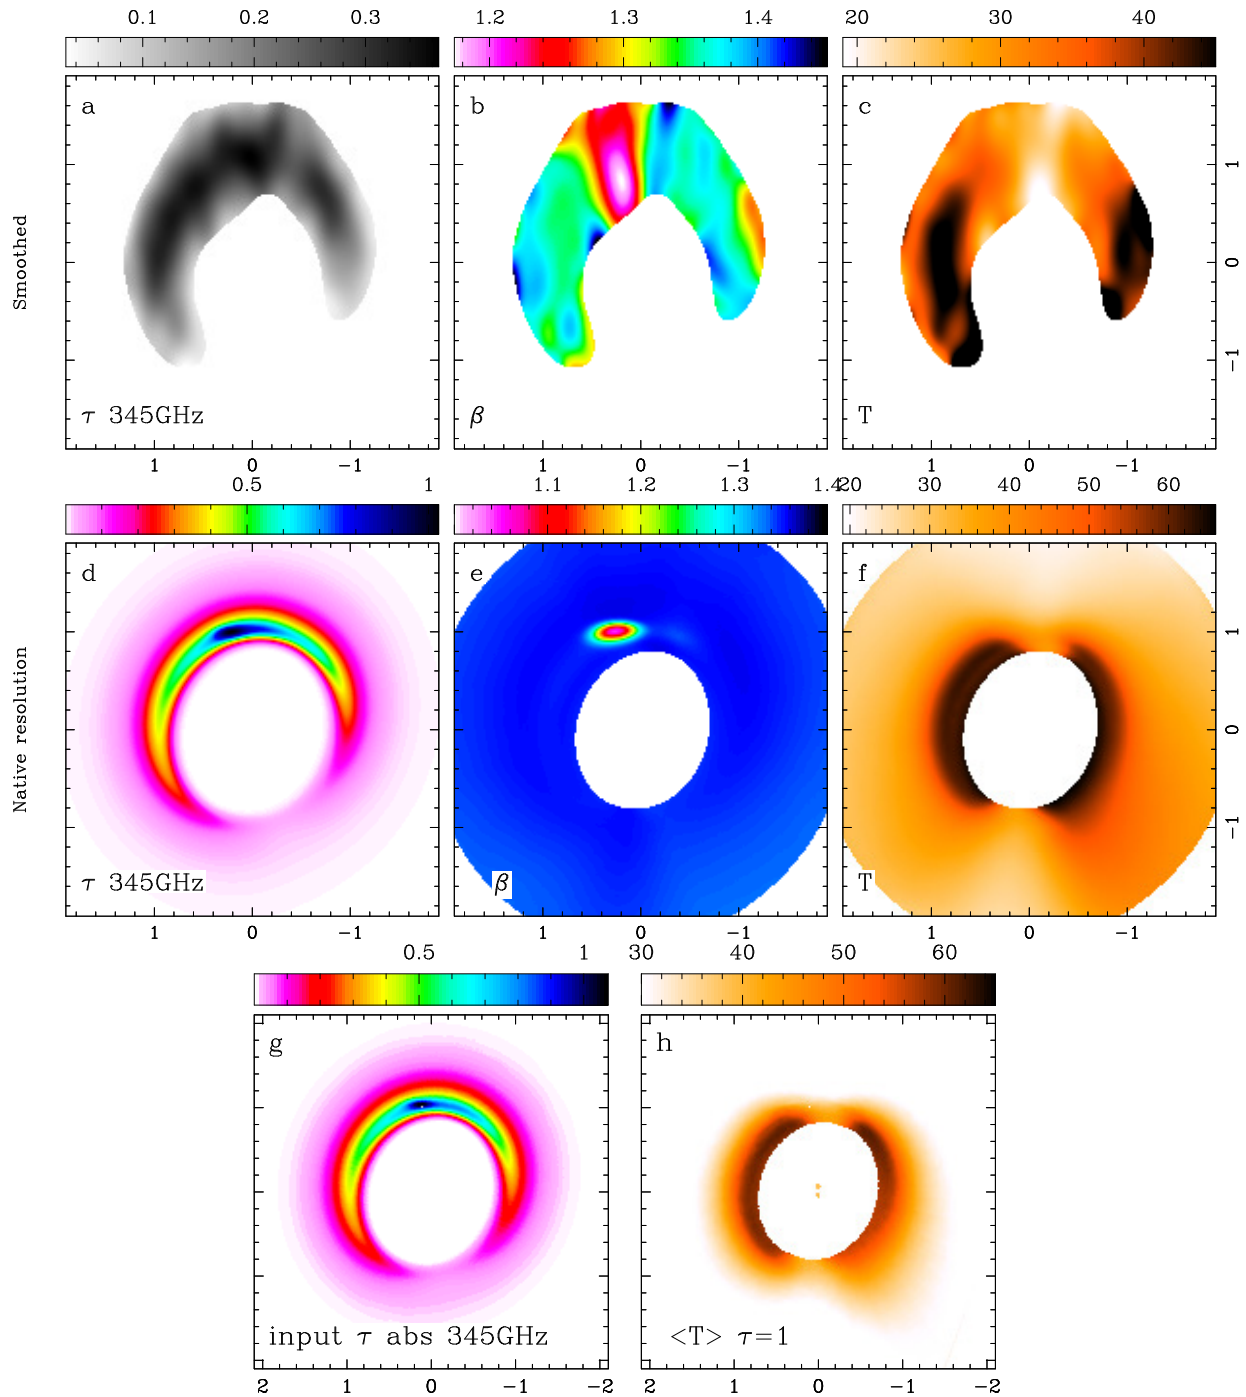 0.1 0.2 0.3 1.2 1.3 1.4 20 30 40
a b c
Smoothed
1
0
−1
τ 345GHz β T
1 0 −1 1 0 −1 1 0 −1
0.5 1 1.1 1.2 1.3 1.4 20 30 40 50 60
d e f
Native resolution
1
0
−1
τ 345GHz β T
1 0 −1 1 0 −1 1 0 −1
0.5 1 30 40 50 60
g h
input τ abs 345GHz <T> τ=1
2 1 0 −1 −2 2 1 0 −1 −2